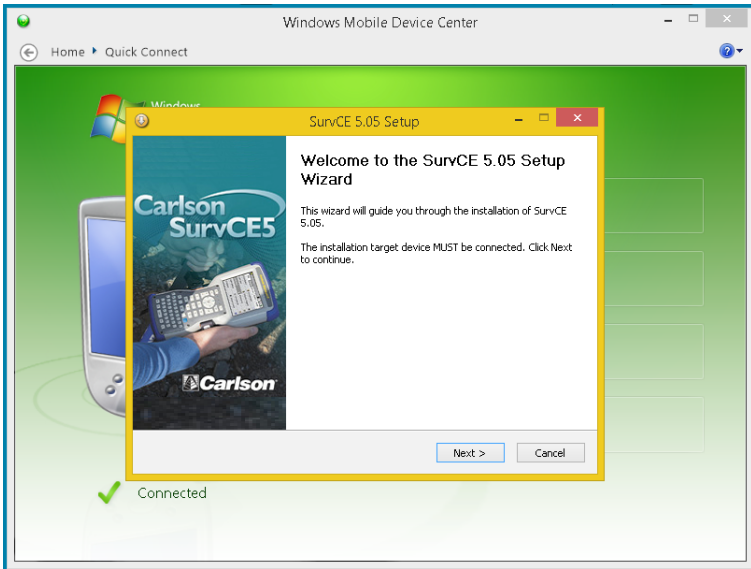 Windows Mobile Device Center
Home Quick Connect
Windows
SurvCE 5.05 Setup
Carlson
SurvCE5
Carlson
Welcome to the SurvCE 5.05 Setup
Wizard
This wizard will guide you through the installation of SurvCE
5.05.
The installation target device MUST be connected. Click Next
to continue.
Next >
Cancel
Connected